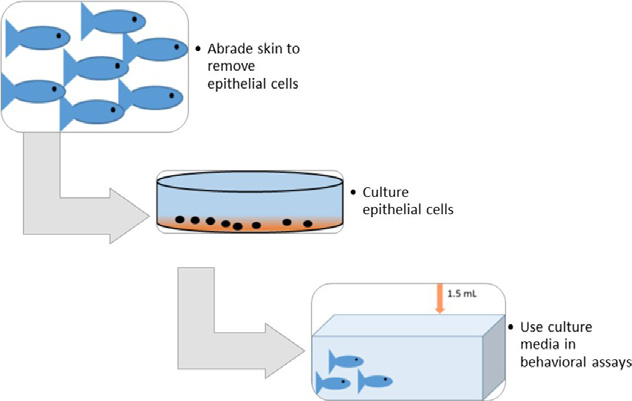 • Abrade skin to
remove
epithelial cells
• Culture
epithelial cells
1.5 mL
• Use culture
media in
behavioral assays